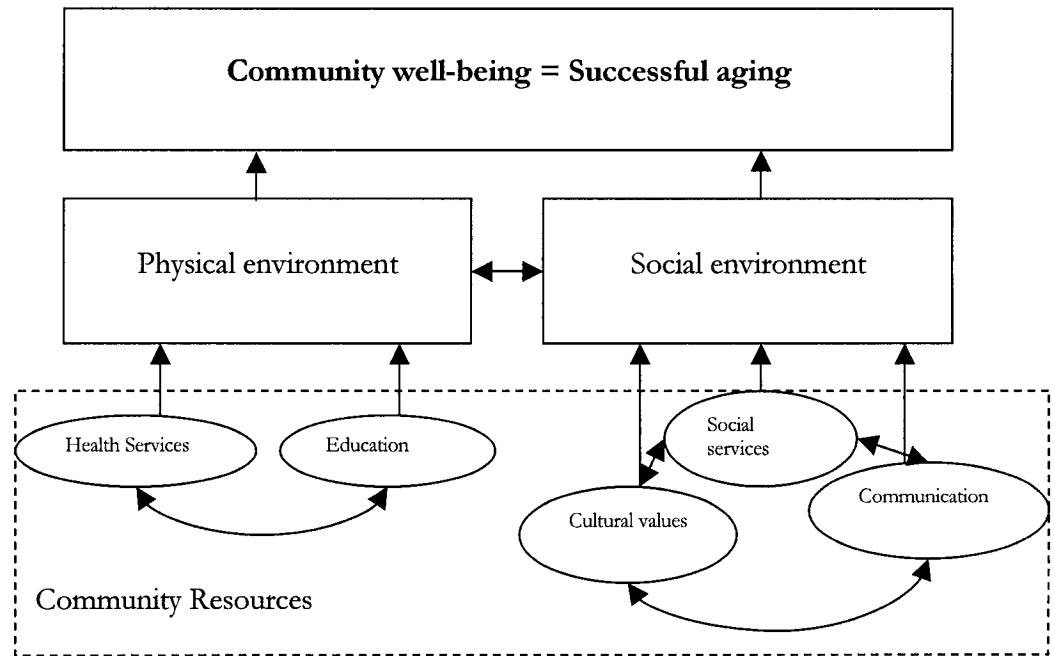 Community well-being = Successful aging
Physical environment
Social environment
Health Services
Education
Social
services
Cultural values
Communication
Community Resources